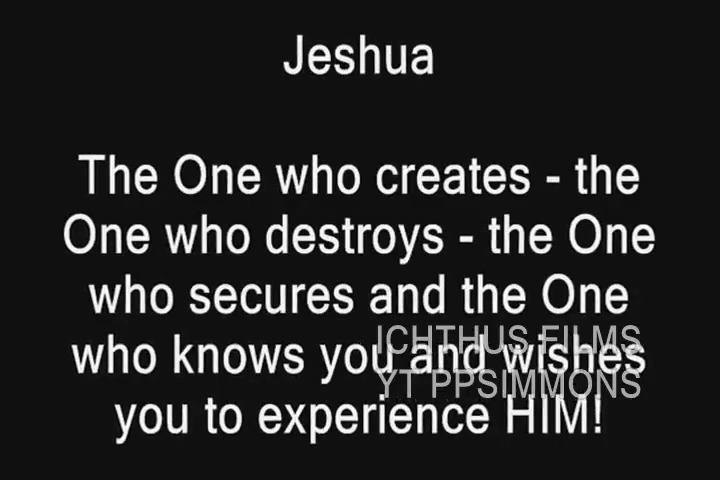 Jeshua
The One who creates - the
One who destroys - the One
who secures and the One
who knows you and wishes
you to experience HIM!
ICHTHUS FILMS
YT PPSIMMONS